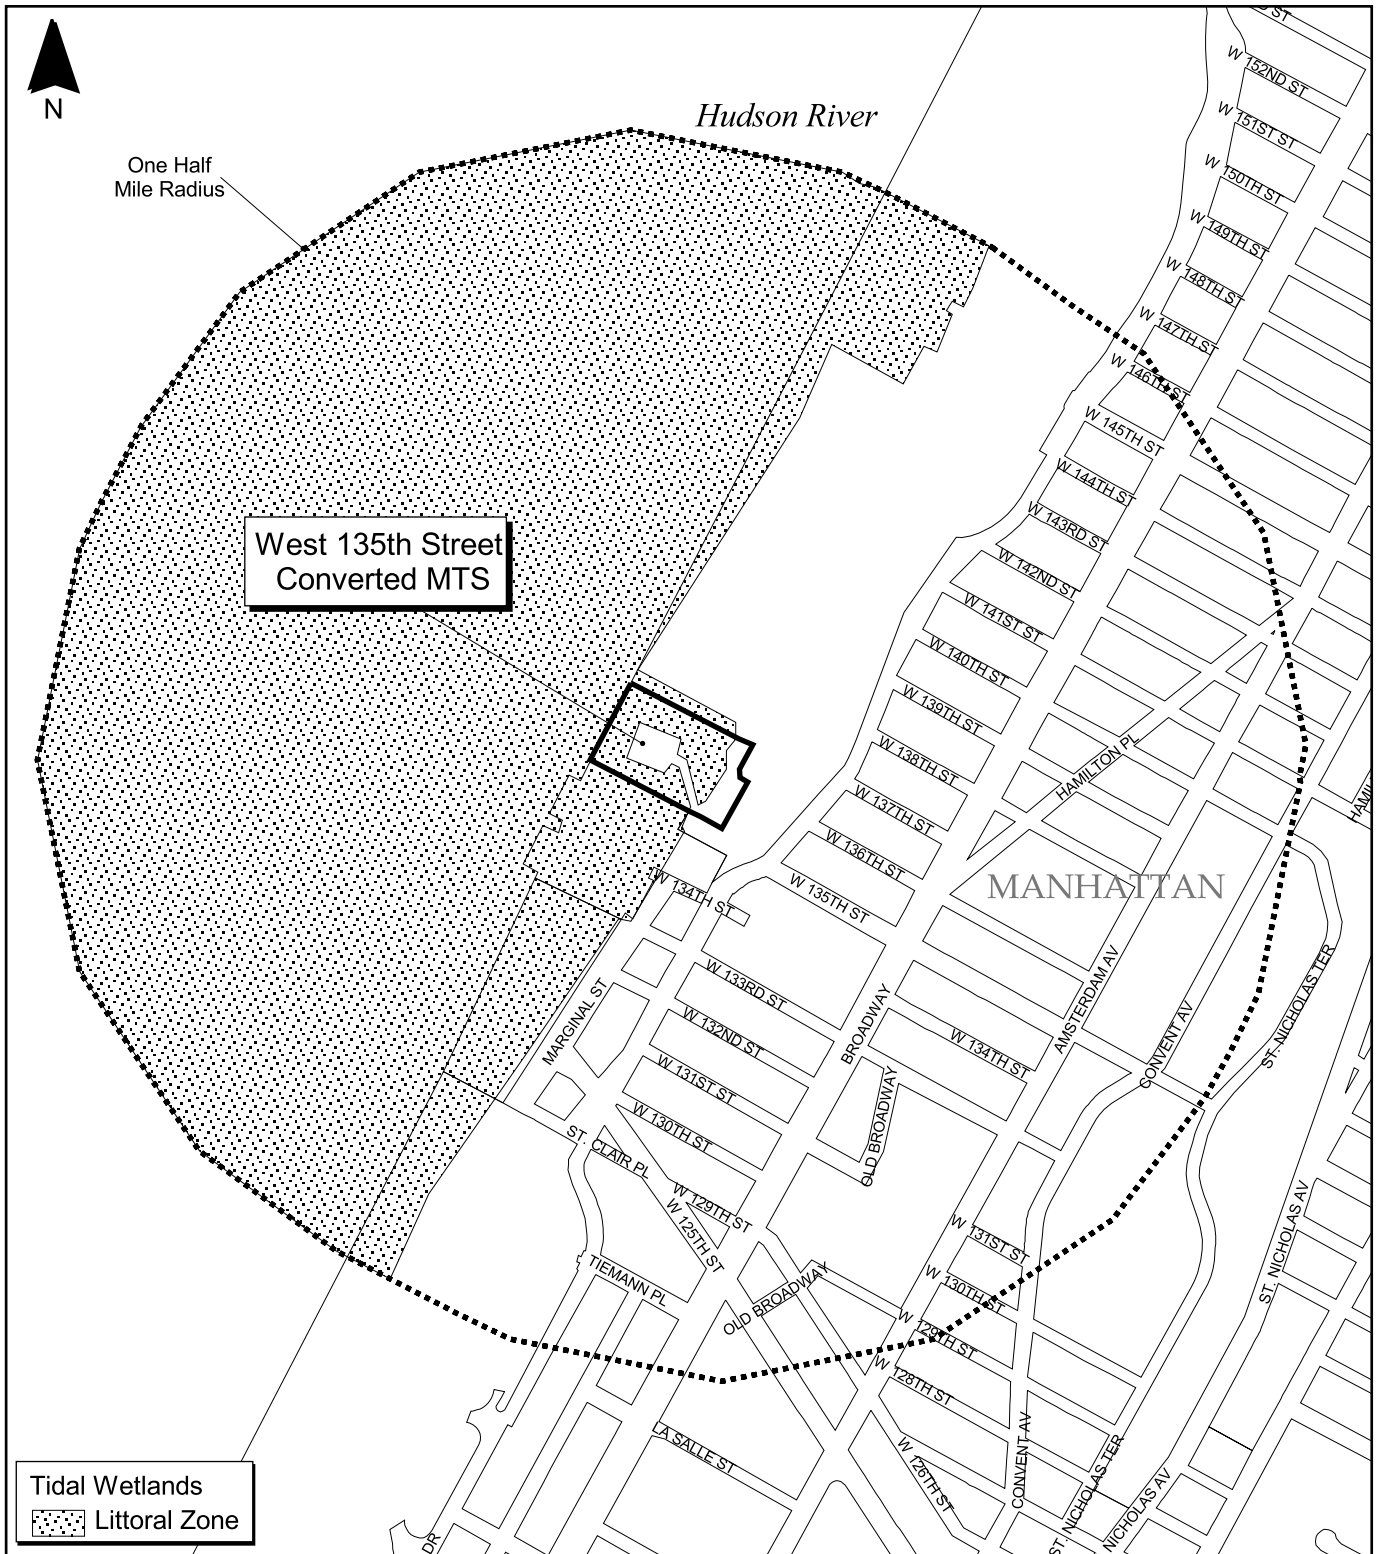 N
Hudson River
One Half
Mile Radius
West 135th Street
Converted MTS
MANHATTAN
D ST
W 152ND ST
W 151ST ST
W 150TH ST
W 149TH ST
W 148TH ST
W 147TH ST
W 146TH ST
W 145TH ST
W 144TH ST
W 143RD ST
W 142ND ST
W 141ST ST
W 140TH ST
W 139TH ST
W 138TH ST
W 137TH ST
W 136TH ST
W 135TH ST
W 134TH ST
HAMILTON PL
HAMIL
W 133RD ST
W 132ND ST
W 131ST ST
W 130TH ST
W 129TH ST
W 125TH ST
MARGINAL ST
ST. CLAIR PL
TIEMANN PL
BROADWAY
OLD BROADWAY
OLD BROADWAY
W 134TH ST
AMSTERDAM AV
CONVENT AV
ST. NICHOLAS TER
ST. NICHOLAS AV
W 131ST ST
W 130TH ST
W 129TH ST
W 128TH ST
W 126TH ST
LA SALLE ST
CONVENT AV
ST. NICHOLAS TER
NICHOLAS AV
DR
Tidal Wetlands
Littoral Zone